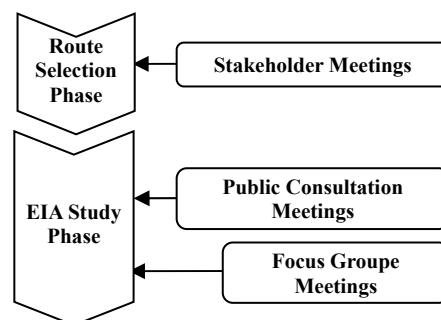 Route
Selection
Phase
Stakeholder Meetings
EIA Study
Phase
Public Consultation
Meetings
Focus Groupe
Meetings